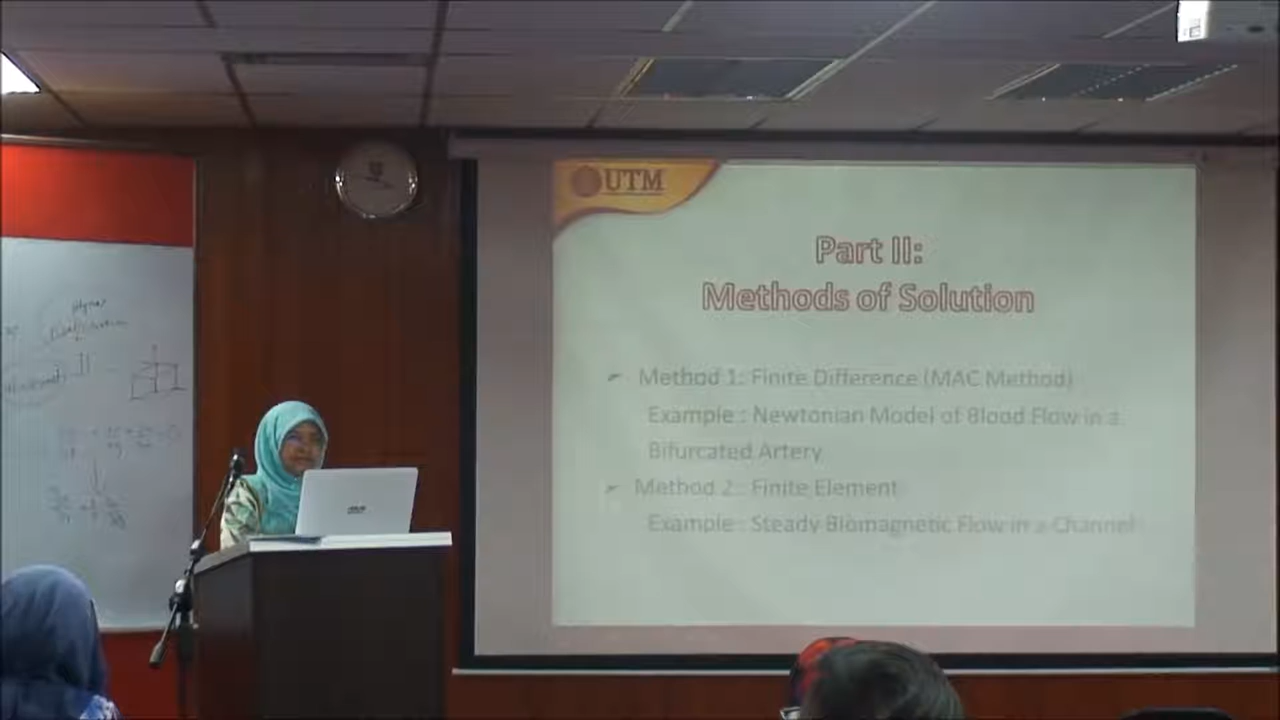 UTM
Part II:
Methods of Solution
Method 1: Finite Difference (MAC Method)
Example : Newtonian Model of Blood Flow in a
Bifurcated Artery
Method 2 : Finite Element
Example : Steady Biomagnetic Flow in a Channel